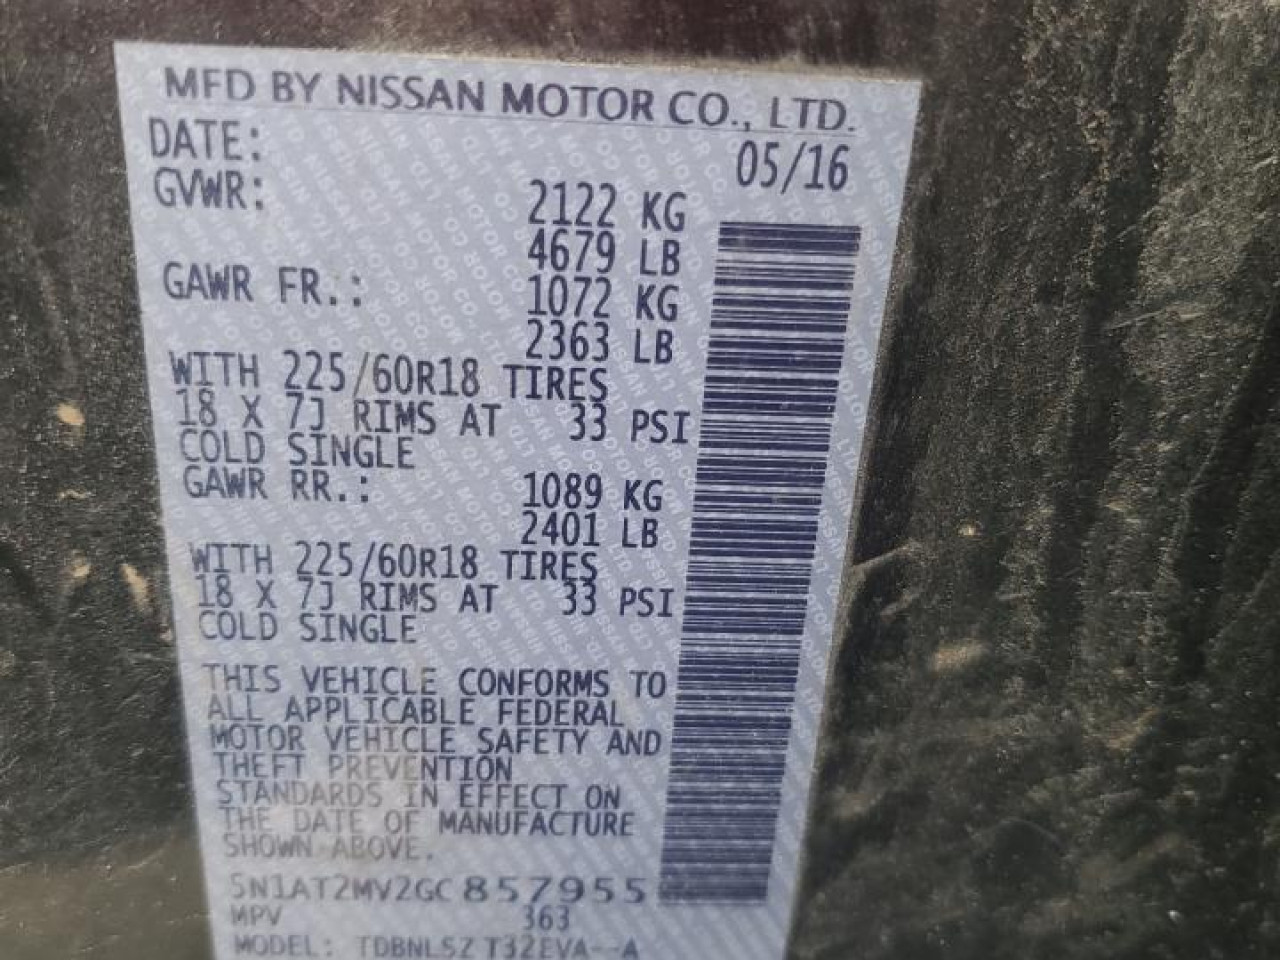 MFD BY NISSAN MOTOR CO., LTD.
DATE: 05/16
GVWR: 2122 KG
4679 LB
GAWR FR.: 1072 KG
2363 LB
WITH 225/60R18 TIRES
18 X 7J RIMS AT 33 PSI
COLD SINGLE
GAWR RR.: 1089 KG
2401 LB
WITH 225/60R18 TIRES
18 X 7J RIMS AT 33 PSI
COLD SINGLE
THIS VEHICLE CONFORMS TO
ALL APPLICABLE FEDERAL
MOTOR VEHICLE SAFETY AND
THEFT PREVENTION
STANDARDS IN EFFECT ON
THE DATE OF MANUFACTURE
SHOWN ABOVE.
5N1AT2MV2GC857955
MPV 363
MODEL: TDBNL5Z T32EVA--A